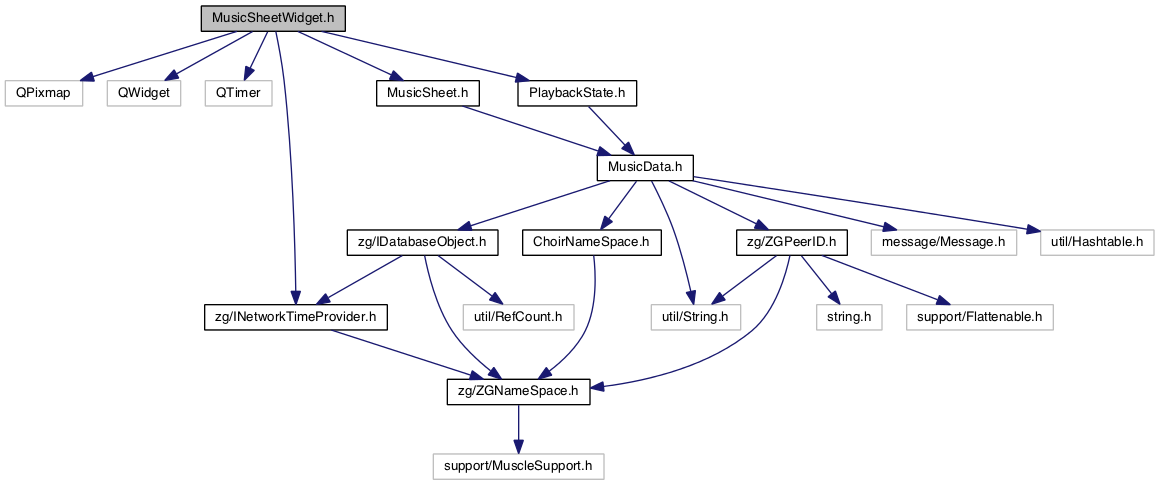 MusicSheetWidget.h
QPixmap
QWidget
QTimer
MusicSheet.h
PlaybackState.h
MusicData.h
zg/IDatabaseObject.h
ChoirNameSpace.h
zg/ZGPeerID.h
message/Message.h
util/Hashtable.h
zg/INetworkTimeProvider.h
util/RefCount.h
util/String.h
string.h
support/Flattenable.h
zg/ZGNameSpace.h
support/MuscleSupport.h